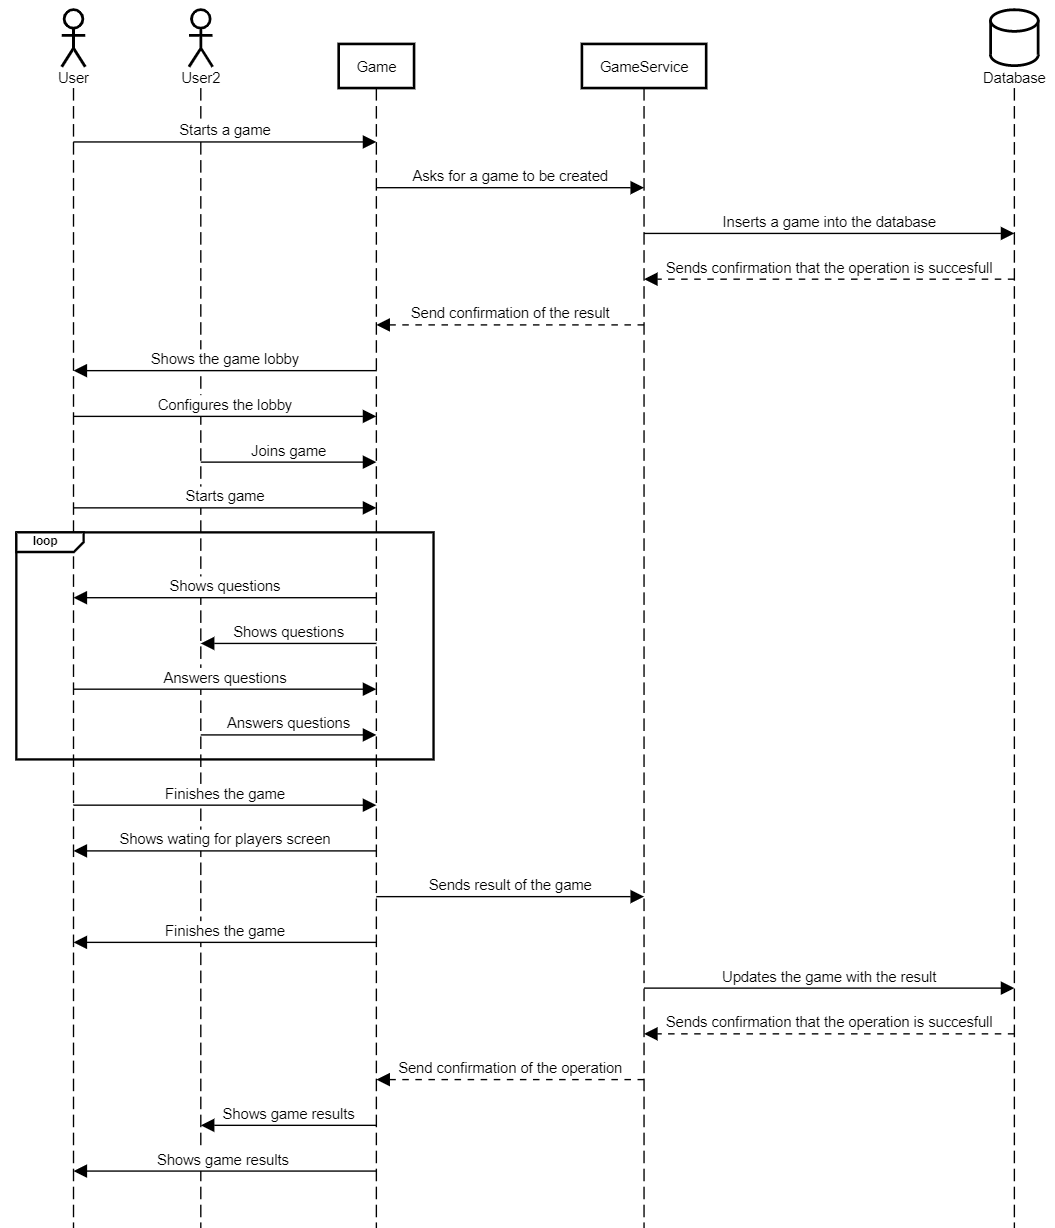 User
User2
Game
GameService
Database
Starts a game
Asks for a game to be created
Inserts a game into the database
Sends confirmation that the operation is succesfull
Send confirmation of the result
Shows the game lobby
Configures the lobby
Joins game
Starts game
loop
Shows questions
Shows questions
Answers questions
Answers questions
Finishes the game
Shows wating for players screen
Sends result of the game
Finishes the game
Updates the game with the result
Sends confirmation that the operation is succesfull
Send confirmation of the operation
Shows game results
Shows game results